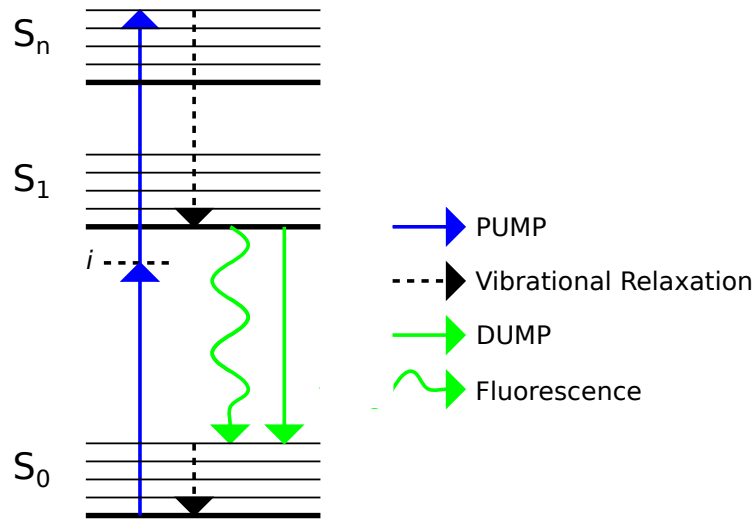 Sn
S1
i
S0
PUMP
Vibrational Relaxation
DUMP
Fluorescence